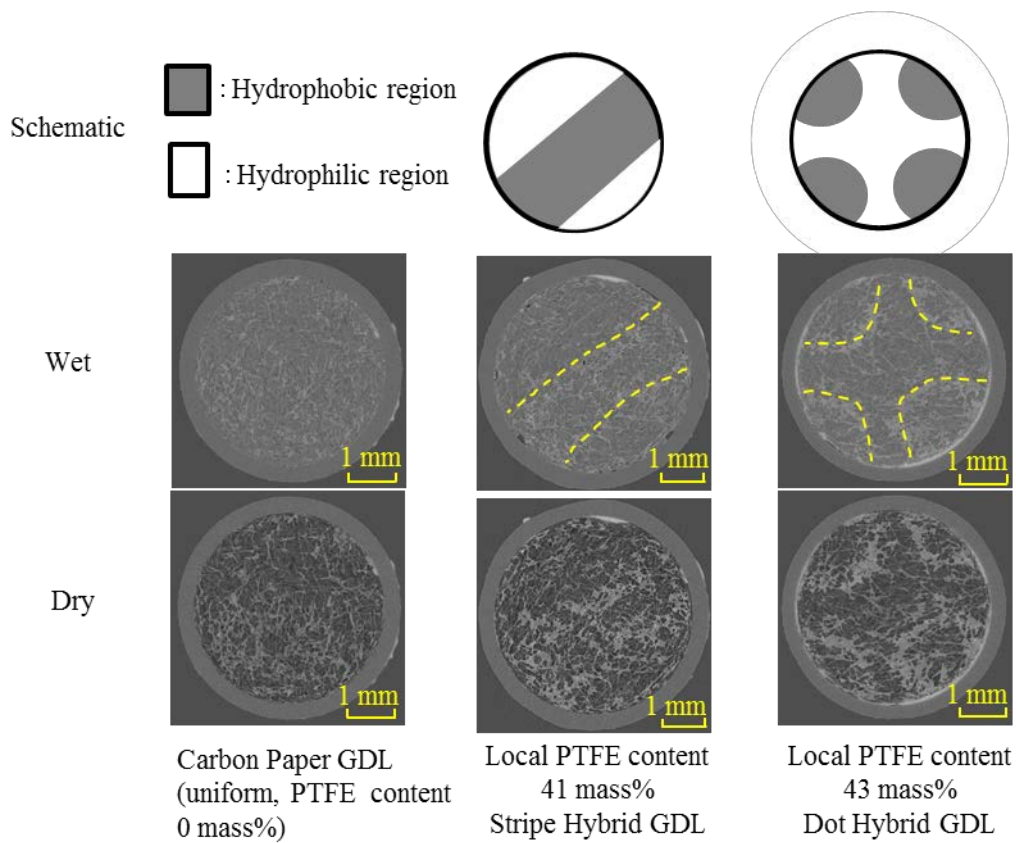 : Hydrophobic region
Schematic
: Hydrophilic region
Wet
1 mm
1 mm
1 mm
Dry
1 mm
1 mm
1 mm
Carbon Paper GDL
(uniform, PTFE content
0 mass%)
Local PTFE content
41 mass%
Stripe Hybrid GDL
Local PTFE content
43 mass%
Dot Hybrid GDL